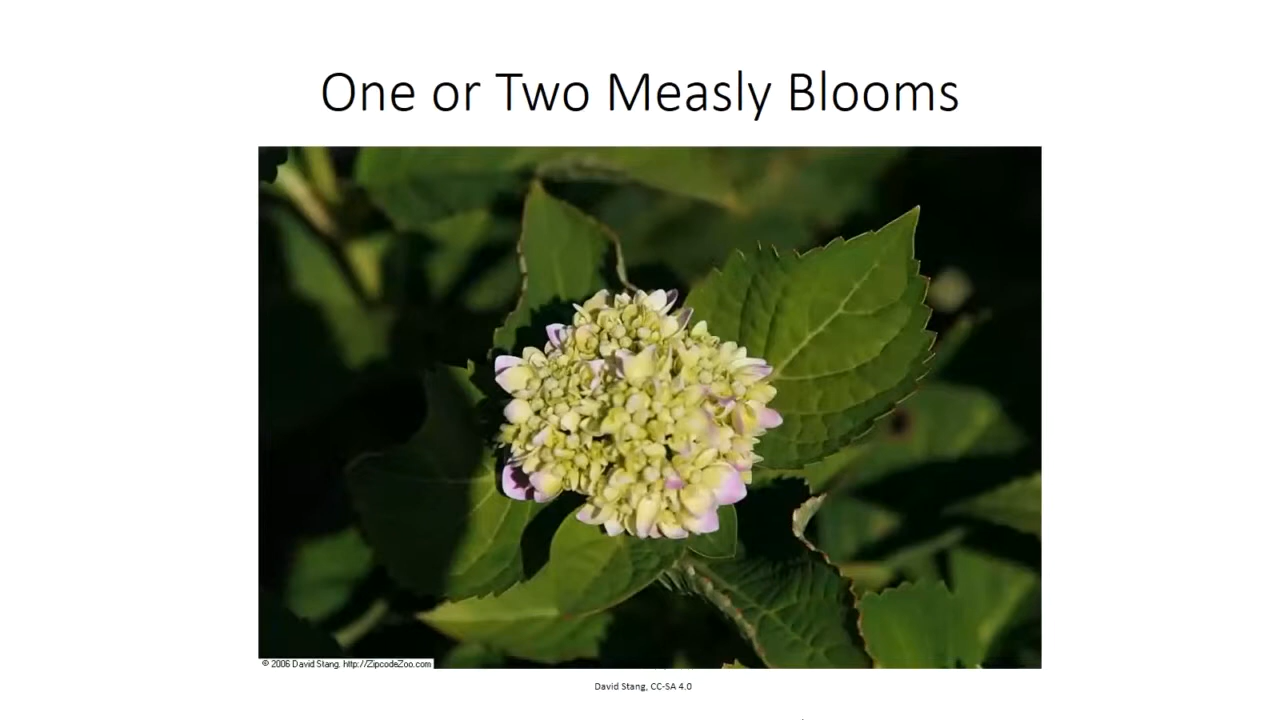 One or Two Measly Blooms
© 2006 David Stang. http://ZipcodeZoo.com
David Stang, CC-SA 4.0